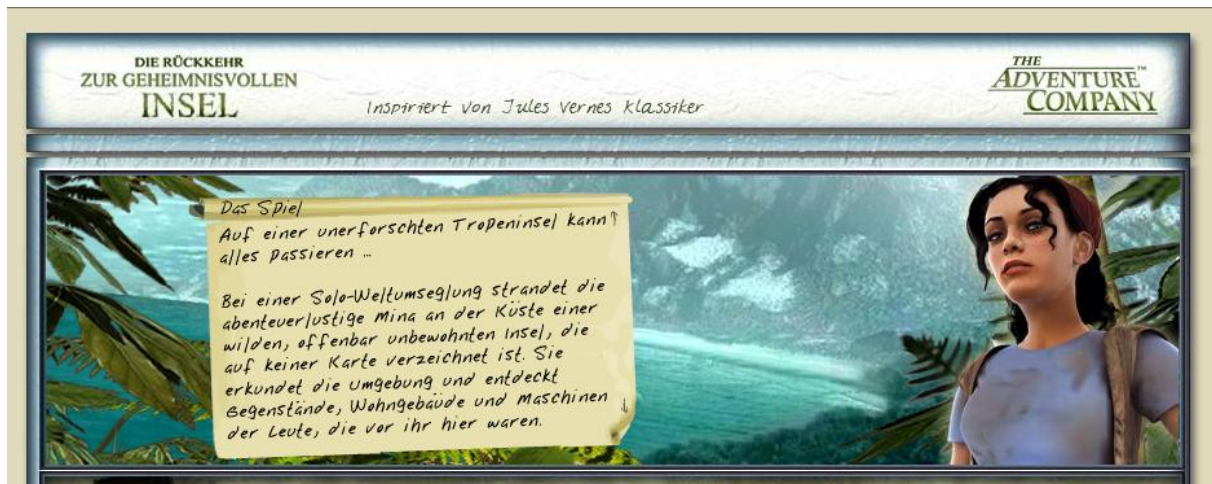 DIE RÜCKKEHR
ZUR GEHEIMNISVOLLEN
INSEL
Inspiriert von Jules Vernes Klassiker
THE
ADVENTURE
COMPANY™
Das Spiel
Auf einer unerforschten Tropeninsel kann
alles passieren ...
Bei einer Solo-Weltumseglung strandet die
abenteuerlustige Mina an der Küste einer
wilden, offenbar unbewohnten Insel, die
auf keiner Karte verzeichnet ist. Sie
erkundet die Umgebung und entdeckt
Gegenstände, Wohngebäude und Maschinen
der Leute, die vor ihr hier waren.